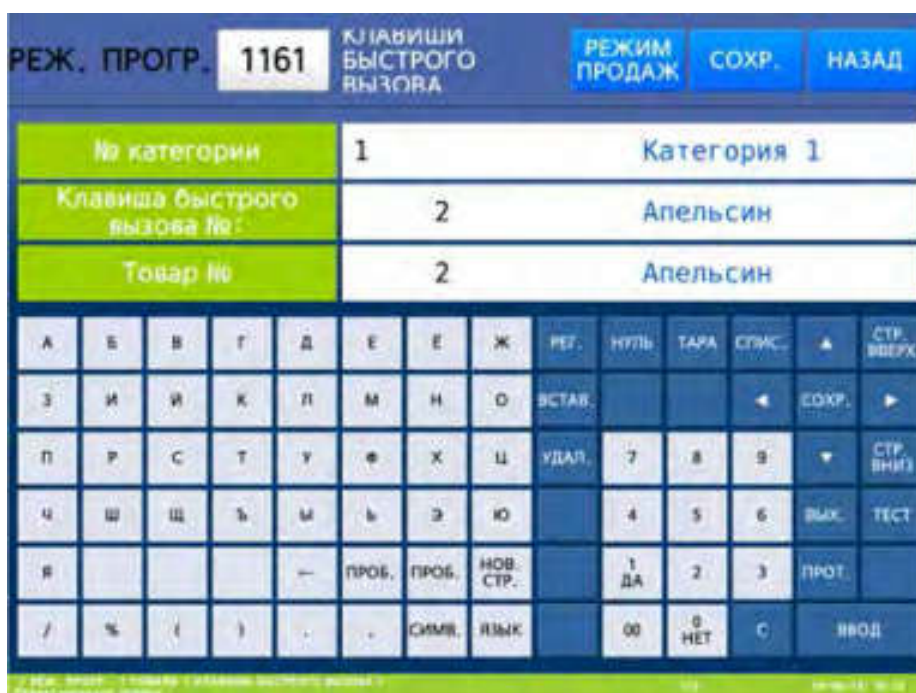 РЕЖ. ПРОГР. 1161 КЛАВИШИ БЫСТРОГО ВЫЗОВА РЕЖИМ ПРОДАЖ СОХР. НАЗАД
№ категории 1 Категория 1
Клавиша быстрого вызова №: 2 Апельсин
Товар № 2 Апельсин
А Б В Г Д Е Ё Ж РЕГ. НУЛЬ ТАРА СПИС. ▲ СТР. ВВЕРХ
З И Й К Л М Н О ВСТАВ. ◀ СОХР. ▶
П Р С Т У Ф Х Ц УДАЛ. 7 8 9 ▼ СТР. ВНИЗ
Ч Ш Щ Ъ Ы Ь Э Ю 4 5 6 ВЫХ. ТЕСТ
Я ← ПРОБ. ПРОБ. НОВ. СТР. 1 ДА 2 3 ПРОТ.
/ % ( ) СИМВ. ЯЗЫК 00 0 НЕТ С ВВОД